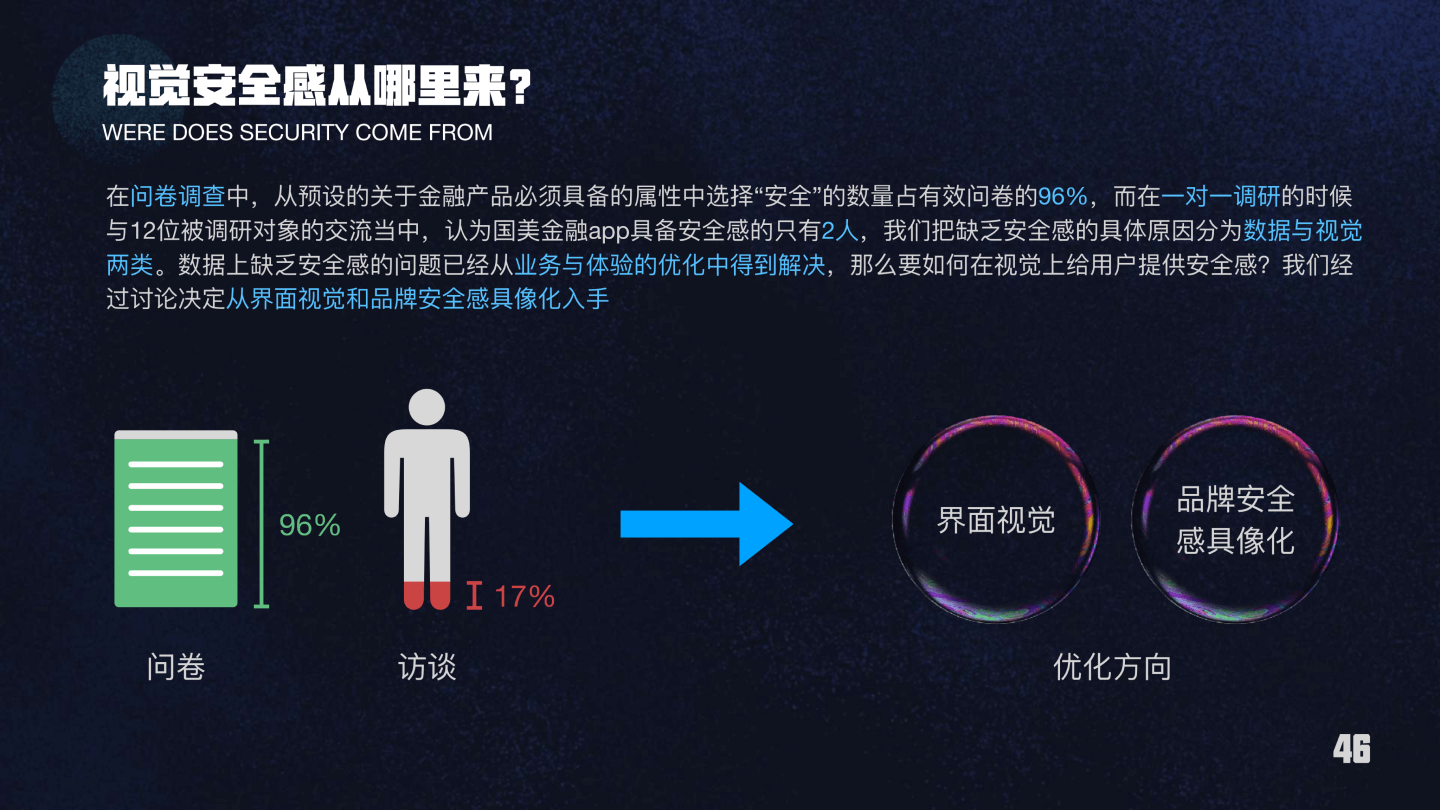 视觉安全感从哪里来?
WERE DOES SECURITY COME FROM
在问卷调查中，从预设的关于金融产品必须具备的属性中选择“安全”的数量占有效问卷的96%，而在一对一调研的时候
与12位被调研对象的交流当中，认为国美金融app具备安全感的只有2人，我们把缺乏安全感的具体原因分为数据与视觉
两类。数据上缺乏安全感的问题已经从业务与体验的优化中得到解决，那么要如何在视觉上给用户提供安全感？我们经
过讨论决定从界面视觉和品牌安全感具像化入手
96%
17%
问卷
访谈
界面视觉
品牌安全
感具像化
优化方向
46